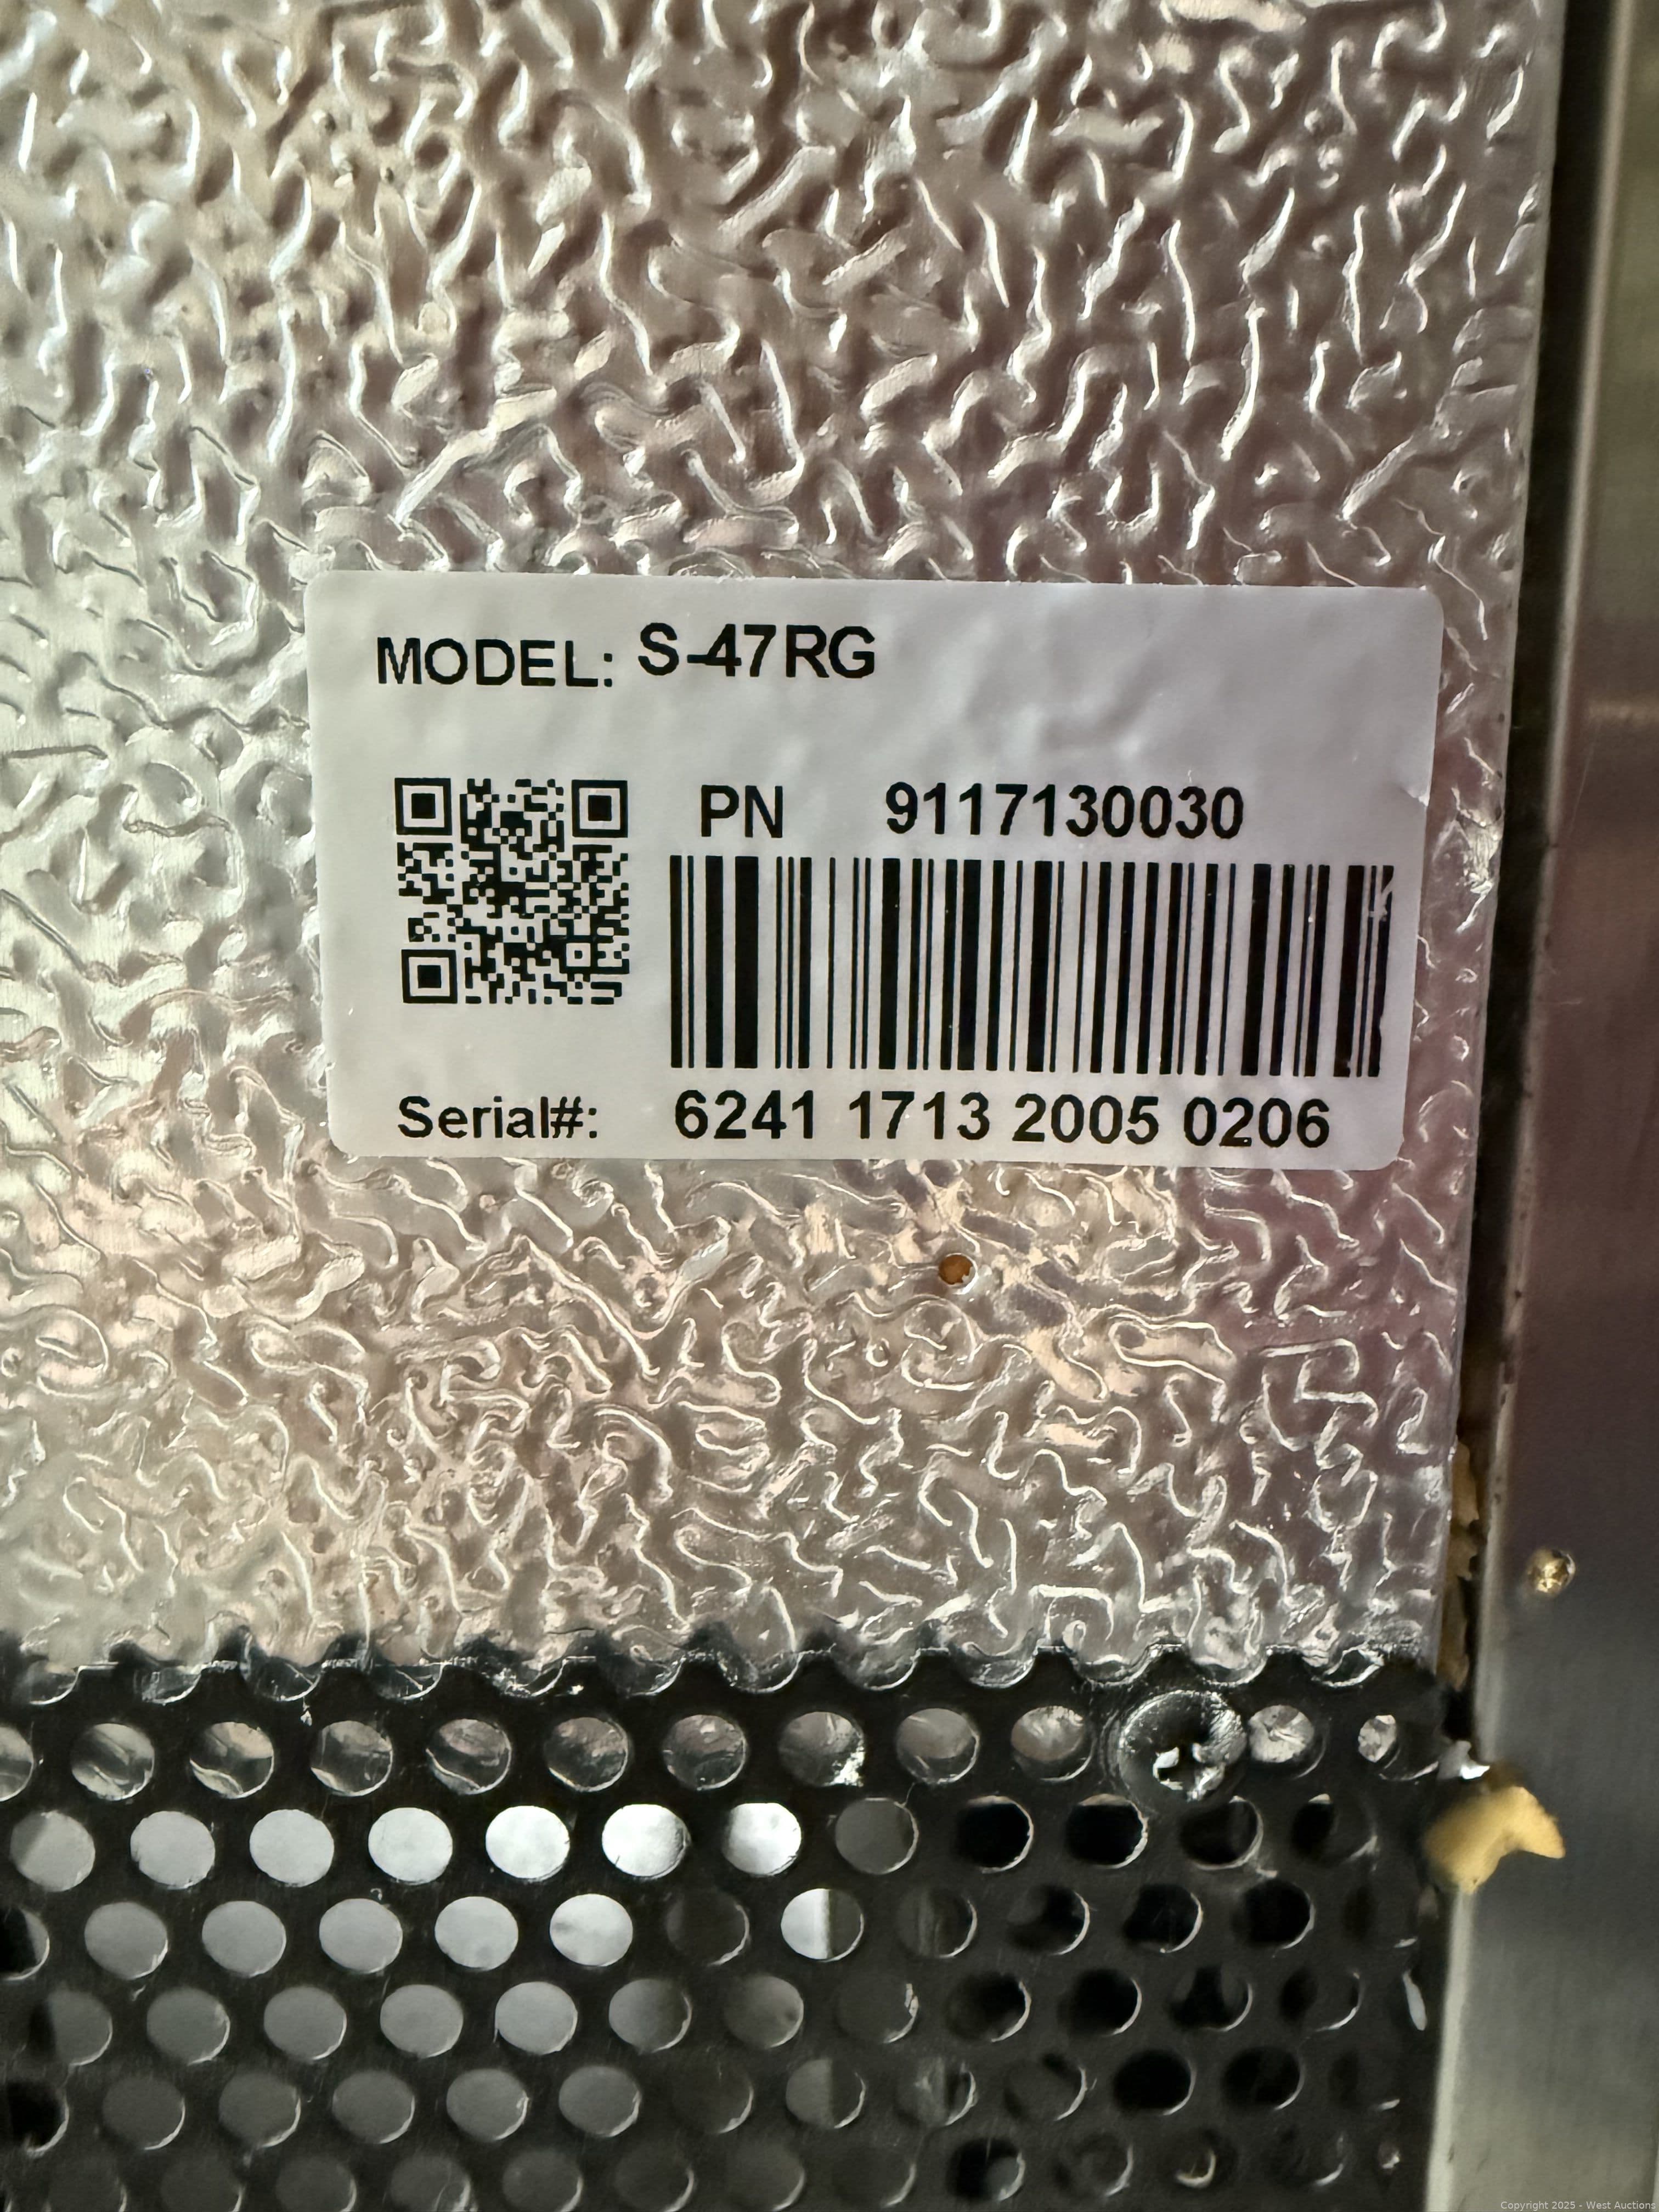 MODEL: S-47RG
PN 9117130030
Serial#: 6241 1713 2005 0206
Copyright 2025 - West Auctions